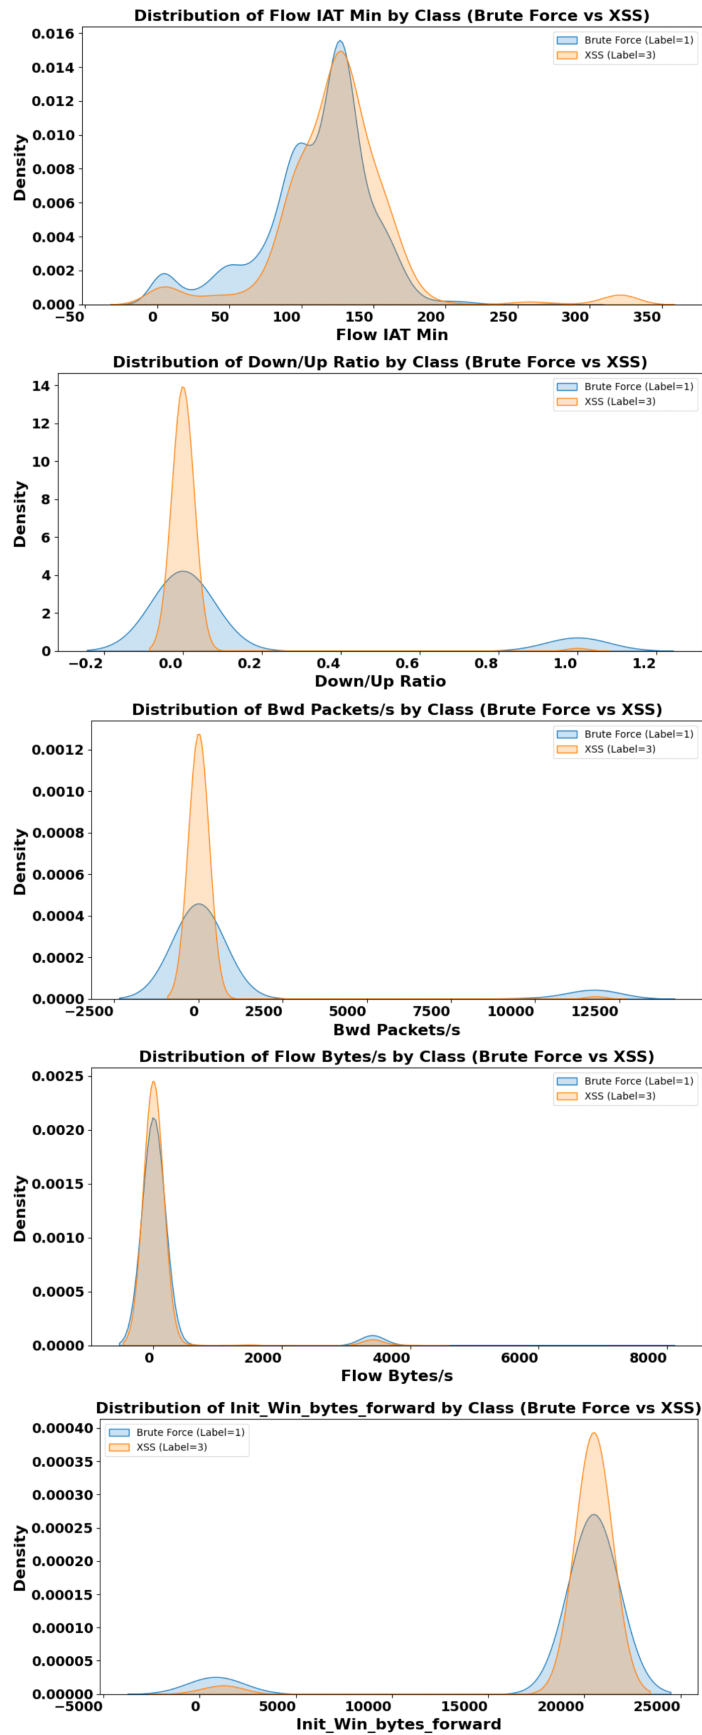 Distribution of Flow IAT Min by Class (Brute Force vs XSS)
0.016
0.014
0.012
0.010
0.008
0.006
0.004
0.002
0.000
Density
Brute Force (Label=1)
XSS (Label=3)
−50 0 50 100 150 200 250 300 350
Flow IAT Min
Distribution of Down/Up Ratio by Class (Brute Force vs XSS)
14
12
10
8
6
4
2
0
Density
Brute Force (Label=1)
XSS (Label=3)
−0.2 0.0 0.2 0.4 0.6 0.8 1.0 1.2
Down/Up Ratio
Distribution of Bwd Packets/s by Class (Brute Force vs XSS)
0.0012
0.0010
0.0008
0.0006
0.0004
0.0002
0.0000
Density
Brute Force (Label=1)
XSS (Label=3)
−2500 0 2500 5000 7500 10000 12500
Bwd Packets/s
Distribution of Flow Bytes/s by Class (Brute Force vs XSS)
0.0025
0.0020
0.0015
0.0010
0.0005
0.0000
Density
Brute Force (Label=1)
XSS (Label=3)
0 2000 4000 6000 8000
Flow Bytes/s
Distribution of Init_Win_bytes_forward by Class (Brute Force vs XSS)
0.00040
0.00035
0.00030
0.00025
0.00020
0.00015
0.00010
0.00005
0.00000
Density
Brute Force (Label=1)
XSS (Label=3)
−5000 0 5000 10000 15000 20000 25000
Init_Win_bytes_forward